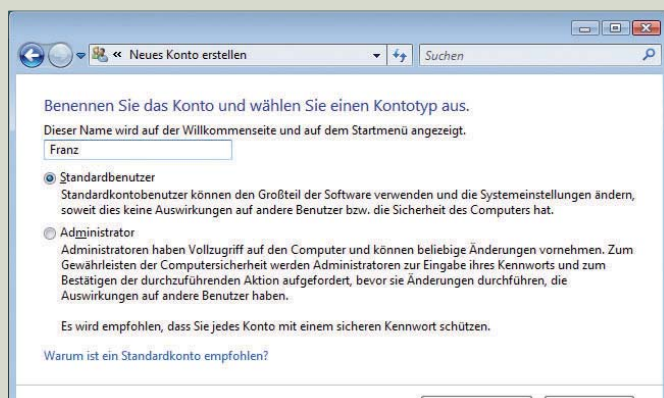 « Neues Konto erstellen
Suchen
Benennen Sie das Konto und wählen Sie einen Kontotyp aus.
Dieser Name wird auf der Willkommenseite und auf dem Startmenü angezeigt.
Franz
Standardbenutzer
Standardkontobenutzer können den Großteil der Software verwenden und die Systemeinstellungen ändern,
soweit dies keine Auswirkungen auf andere Benutzer bzw. die Sicherheit des Computers hat.
Administrator
Administratoren haben Vollzugriff auf den Computer und können beliebige Änderungen vornehmen. Zum
Gewährleisten der Computersicherheit werden Administratoren zur Eingabe ihres Kennworts und zum
Bestätigen der durchzuführenden Aktion aufgefordert, bevor sie Änderungen durchführen, die
Auswirkungen auf andere Benutzer haben.
Es wird empfohlen, dass Sie jedes Konto mit einem sicheren Kennwort schützen.
Warum ist ein Standardkonto empfohlen?